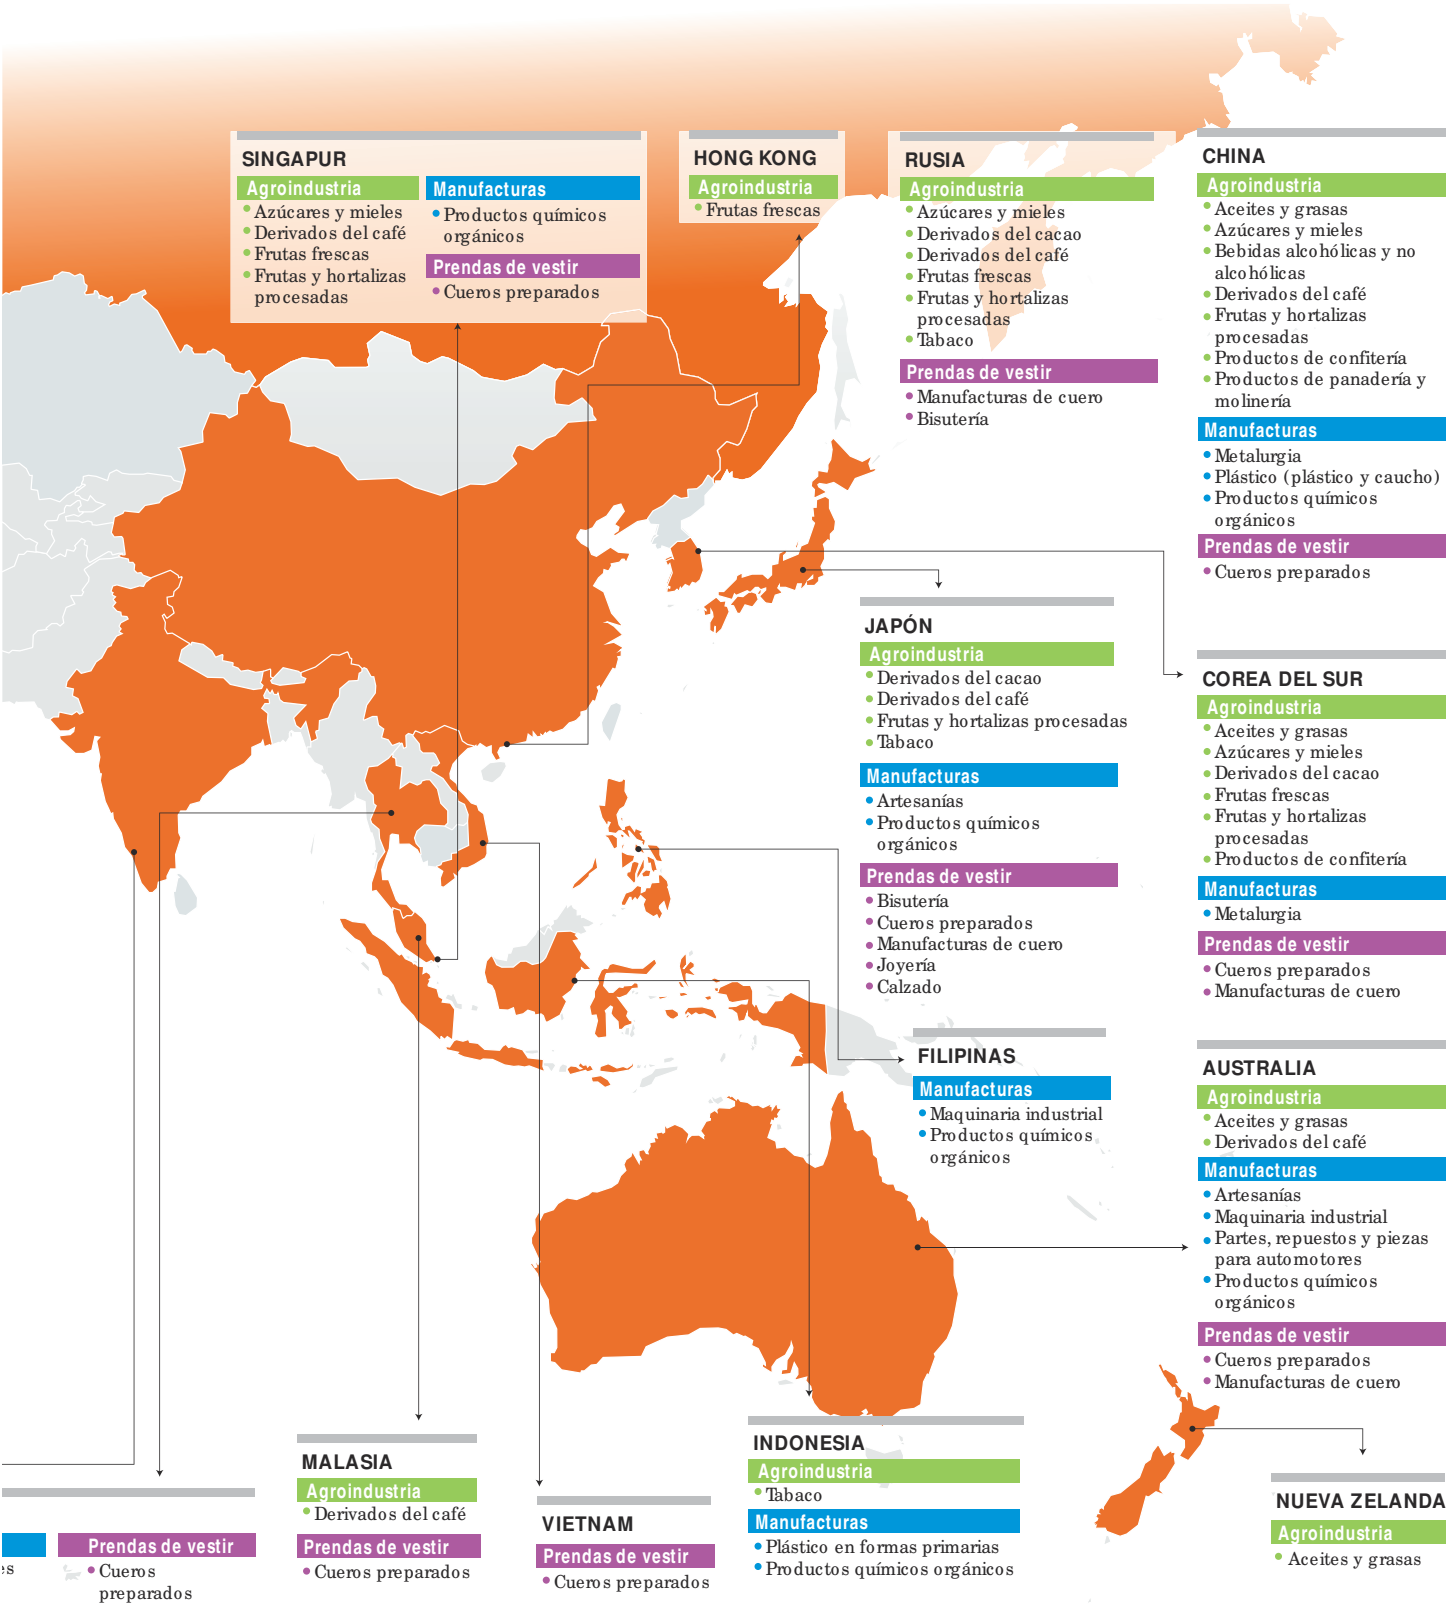 SINGAPUR
Agroindustria
Azúcares y mieles
Derivados del café
Frutas frescas
Frutas y hortalizas
procesadas
Manufacturas
Productos químicos
orgánicos
Prendas de vestir
Cueros preparados
HONG KONG
Agroindustria
Frutas frescas
RUSIA
Agroindustria
Azúcares y mieles
Derivados del cacao
Derivados del café
Frutas frescas
Frutas y hortalizas
procesadas
Tabaco
Prendas de vestir
Manufacturas de cuero
Bisutería
CHINA
Agroindustria
Aceites y grasas
Azúcares y mieles
Bebidas alcohólicas y no
alcohólicas
Derivados del café
Frutas y hortalizas
procesadas
Productos de confitería
Productos de panadería y
molinería
Manufacturas
Metalurgia
Plástico (plástico y caucho)
Productos químicos
orgánicos
Prendas de vestir
Cueros preparados
JAPÓN
Agroindustria
Derivados del cacao
Derivados del café
Frutas y hortalizas procesadas
Tabaco
Manufacturas
Artesanías
Productos químicos
orgánicos
Prendas de vestir
Bisutería
Cueros preparados
Manufacturas de cuero
Joyería
Calzado
COREA DEL SUR
Agroindustria
Aceites y grasas
Azúcares y mieles
Derivados del cacao
Frutas frescas
Frutas y hortalizas
procesadas
Productos de confitería
Manufacturas
Metalurgia
Prendas de vestir
Cueros preparados
Manufacturas de cuero
FILIPINAS
Manufacturas
Maquinaria industrial
Productos químicos
orgánicos
AUSTRALIA
Agroindustria
Aceites y grasas
Derivados del café
Manufacturas
Artesanías
Maquinaria industrial
Partes, repuestos y piezas
para automotores
Productos químicos
orgánicos
Prendas de vestir
Cueros preparados
Manufacturas de cuero
Prendas de vestir
Cueros
preparados
MALASIA
Agroindustria
Derivados del café
Prendas de vestir
Cueros preparados
VIETNAM
Prendas de vestir
Cueros preparados
INDONESIA
Agroindustria
Tabaco
Manufacturas
Plástico en formas primarias
Productos químicos orgánicos
NUEVA ZELANDA
Agroindustria
Aceites y grasas